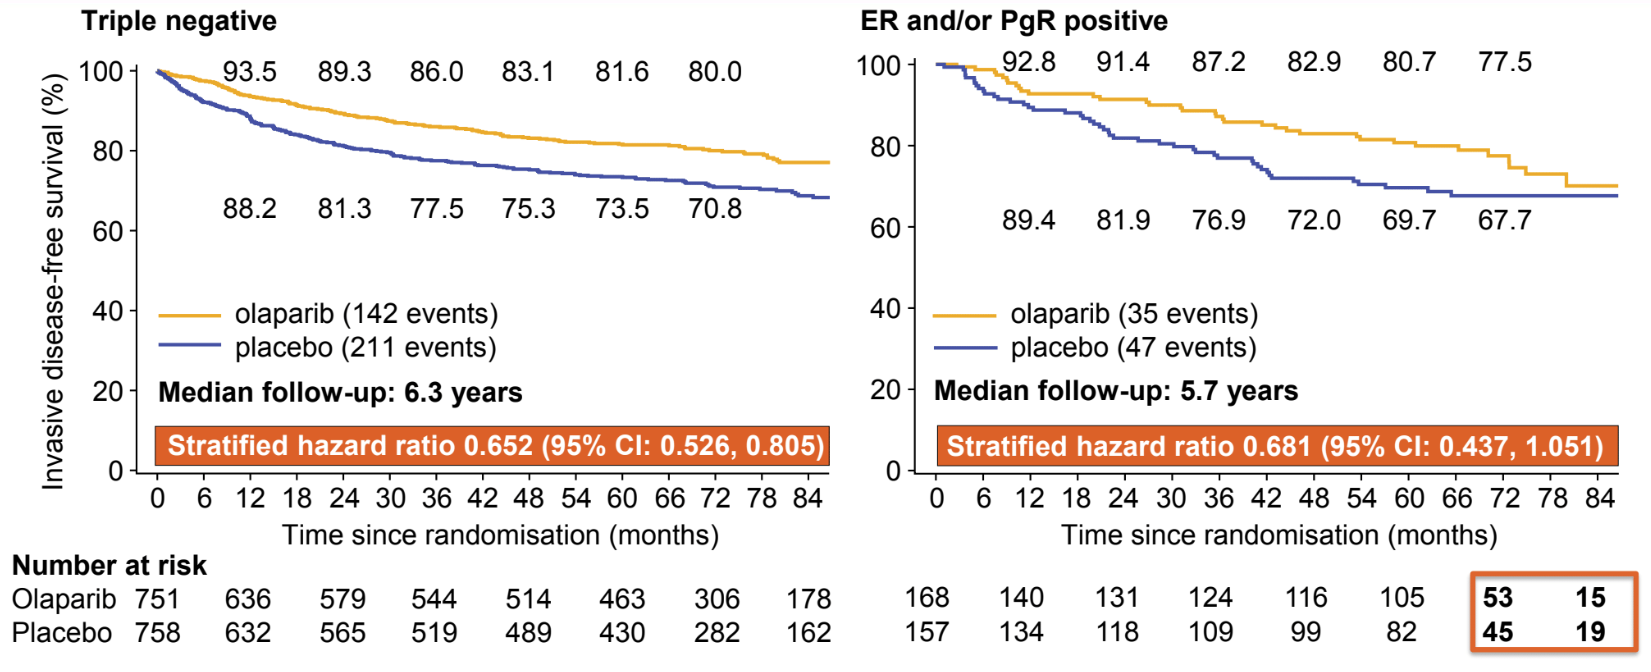 Triple negative
Invasive disease-free survival (%)
100
80
60
40
20
0
93.5 89.3 86.0 83.1 81.6 80.0
88.2 81.3 77.5 75.3 73.5 70.8
olaparib (142 events)
placebo (211 events)
Median follow-up: 6.3 years
Stratified hazard ratio 0.652 (95% CI: 0.526, 0.805)
0 6 12 18 24 30 36 42 48 54 60 66 72 78 84
Time since randomisation (months)
ER and/or PgR positive
100
80
60
40
20
0
92.8 91.4 87.2 82.9 80.7 77.5
89.4 81.9 76.9 72.0 69.7 67.7
olaparib (35 events)
placebo (47 events)
Median follow-up: 5.7 years
Stratified hazard ratio 0.681 (95% CI: 0.437, 1.051)
0 6 12 18 24 30 36 42 48 54 60 66 72 78 84
Time since randomisation (months)
Number at risk
Olaparib 751 636 579 544 514 463 306 178 168 140 131 124 116 105 53 15
Placebo 758 632 565 519 489 430 282 162 157 134 118 109 99 82 45 19